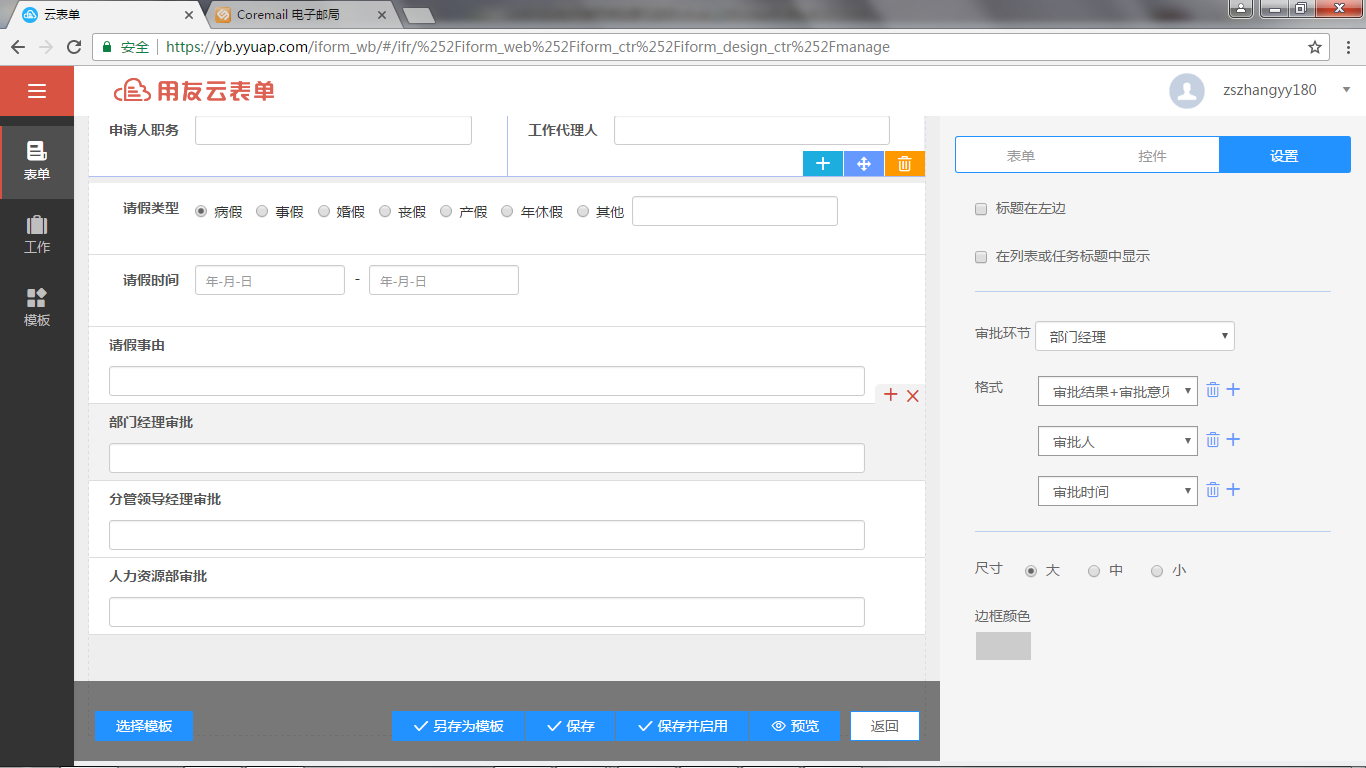 云表单
Coremail 电子邮局
安全 https://yb.yyuap.com/iform_wb/#/ifr/%252Fiform_web%252Fiform_ctr%252Fiform_design_ctr%252Fmanage
用友云表单
zszhangyy180
表单
工作
模板
申请人职务
工作代理人
请假类型 病假 事假 婚假 丧假 产假 年休假 其他
请假时间 年-月-日 - 年-月-日
请假事由
部门经理审批
分管领导经理审批
人力资源部审批
选择模板 另存为模板 保存 保存并启用 预览 返回
表单 控件 设置
标题在左边
在列表或任务标题中显示
审批环节 部门经理
格式 审批结果+审批意见
审批人
审批时间
尺寸 大 中 小
边框颜色